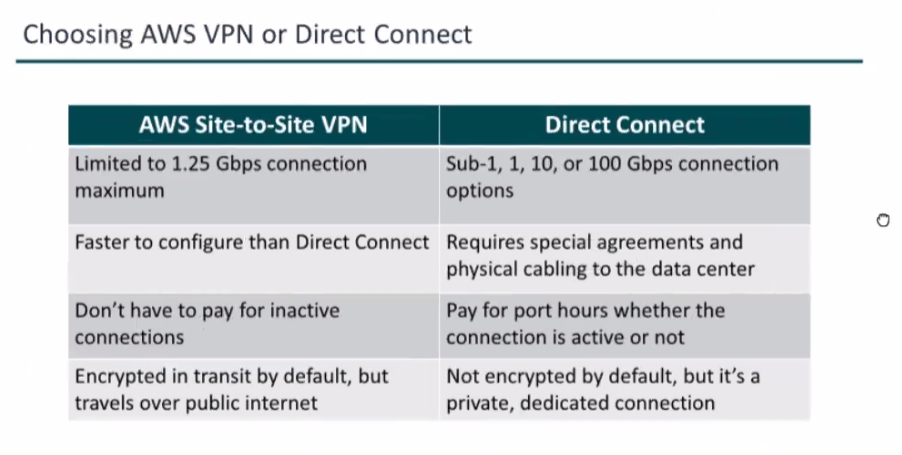 Choosing AWS VPN or Direct Connect
AWS Site-to-Site VPN
Direct Connect
Limited to 1.25 Gbps connection
maximum
Sub-1, 1, 10, or 100 Gbps connection
options
Faster to configure than Direct Connect
Requires special agreements and
physical cabling to the data center
Don’t have to pay for inactive
connections
Pay for port hours whether the
connection is active or not
Encrypted in transit by default, but
travels over public internet
Not encrypted by default, but it’s a
private, dedicated connection